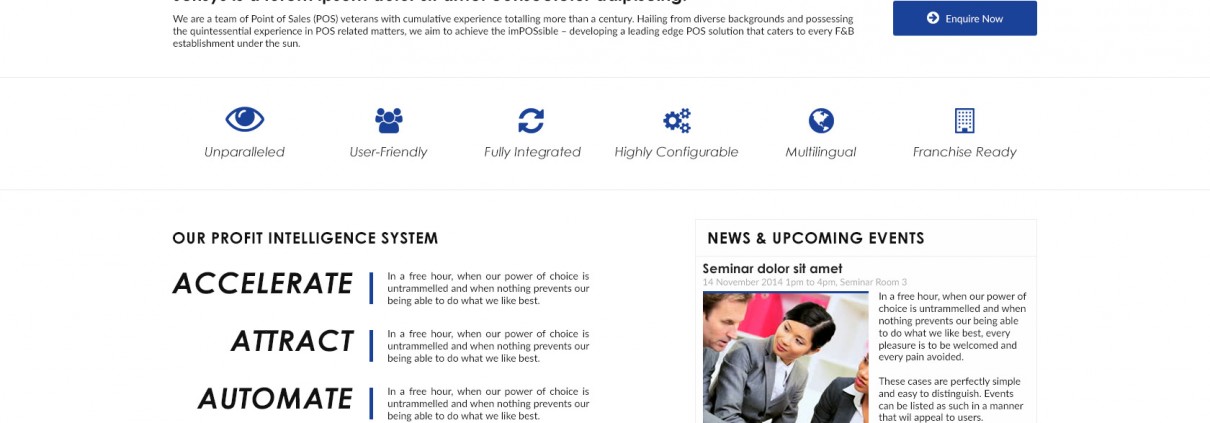 We are a team of Point of Sales (POS) veterans with cumulative experience totalling more than a century. Hailing from diverse backgrounds and possessing
the quintessential experience in POS related matters, we aim to achieve the imPOSsible – developing a leading edge POS solution that caters to every F&B
establishment under the sun.
Enquire Now
Unparalleled
User-Friendly
Fully Integrated
Highly Configurable
Multilingual
Franchise Ready
OUR PROFIT INTELLIGENCE SYSTEM
ACCELERATE
In a free hour, when our power of choice is
untrammelled and when nothing prevents our
being able to do what we like best.
ATTRACT
In a free hour, when our power of choice is
untrammelled and when nothing prevents our
being able to do what we like best.
AUTOMATE
In a free hour, when our power of choice is
untrammelled and when nothing prevents our
being able to do what we like best.
NEWS & UPCOMING EVENTS
Seminar dolor sit amet
14 November 2014 1pm to 4pm, Seminar Room 3
In a free hour, when our power of
choice is untrammelled and when
nothing prevents our being able
to do what we like best, every
pleasure is to be welcomed and
every pain avoided.
These cases are perfectly simple
and easy to distinguish. Events
can be listed as such in a manner
that wil appeal to users.